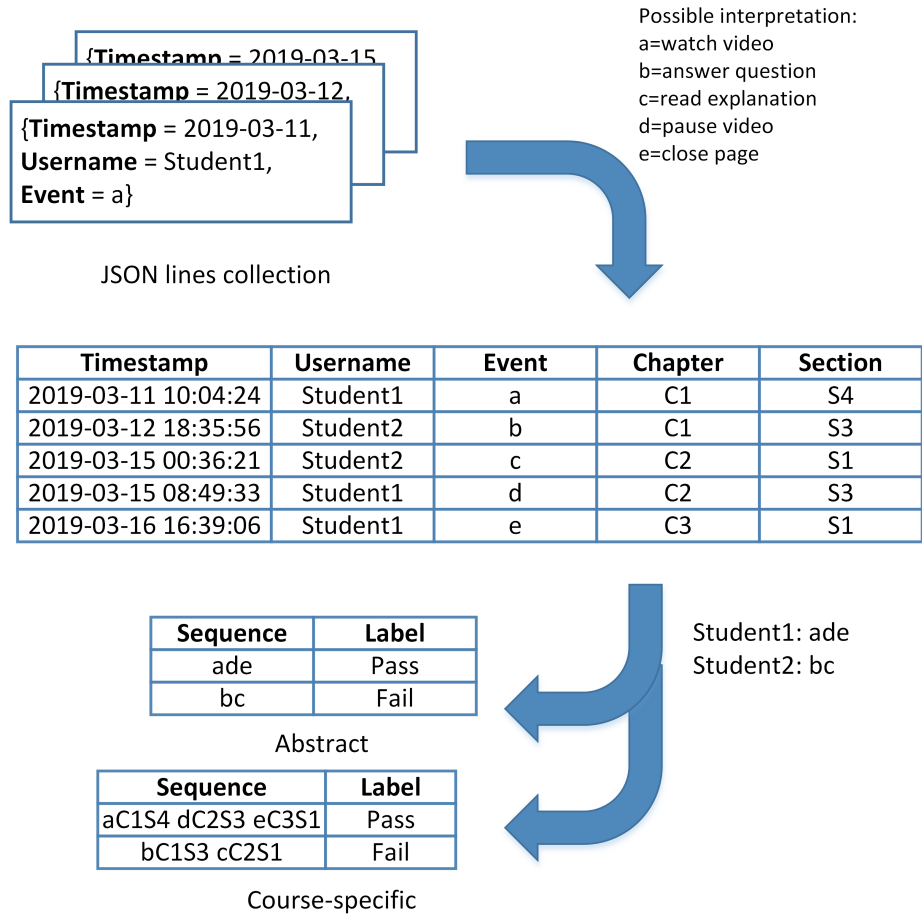 {Timestamp = 2019-03-15
{Timestamp = 2019-03-12,
{Timestamp = 2019-03-11,
Username = Student1,
Event = a}
JSON lines collection
Possible interpretation:
a=watch video
b=answer question
c=read explanation
d=pause video
e=close page
Timestamp Username Event Chapter Section
2019-03-11 10:04:24 Student1 a C1 S4
2019-03-12 18:35:56 Student2 b C1 S3
2019-03-15 00:36:21 Student2 c C2 S1
2019-03-15 08:49:33 Student1 d C2 S3
2019-03-16 16:39:06 Student1 e C3 S1
Student1: ade
Student2: bc
Sequence Label
ade Pass
bc Fail
Abstract
Sequence Label
aC1S4 dC2S3 eC3S1 Pass
bC1S3 cC2S1 Fail
Course-specific